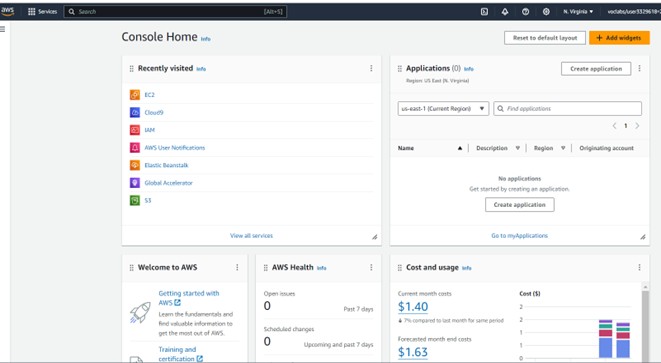 aws
Services
Search
[Alt+S]
N. Virginia
Console Home Info
Reset to default layout
+ Add widgets
Recently visited Info
EC2
Cloud9
IAM
AWS User Notifications
Elastic Beanstalk
Global Accelerator
S3
View all services
Applications (0) Info
Region: US East (N. Virginia)
Create application
us-east-1 (Current Region)
Find applications
1
Name
Description
Region
Originating account
No applications
Get started by creating an application.
Create application
Go to myApplications
Welcome to AWS
Getting started with
AWS
Learn the fundamentals and
find valuable information to
get the most out of AWS.
Training and
certification
AWS Health Info
Open issues
0
Past 7 days
Scheduled changes
0
Upcoming and past 7 days
Cost and usage Info
Current month costs
$1.40
7% compared to last month for same period
Forecasted month end costs
$1.63
Cost ($)
2
2
1
1
0